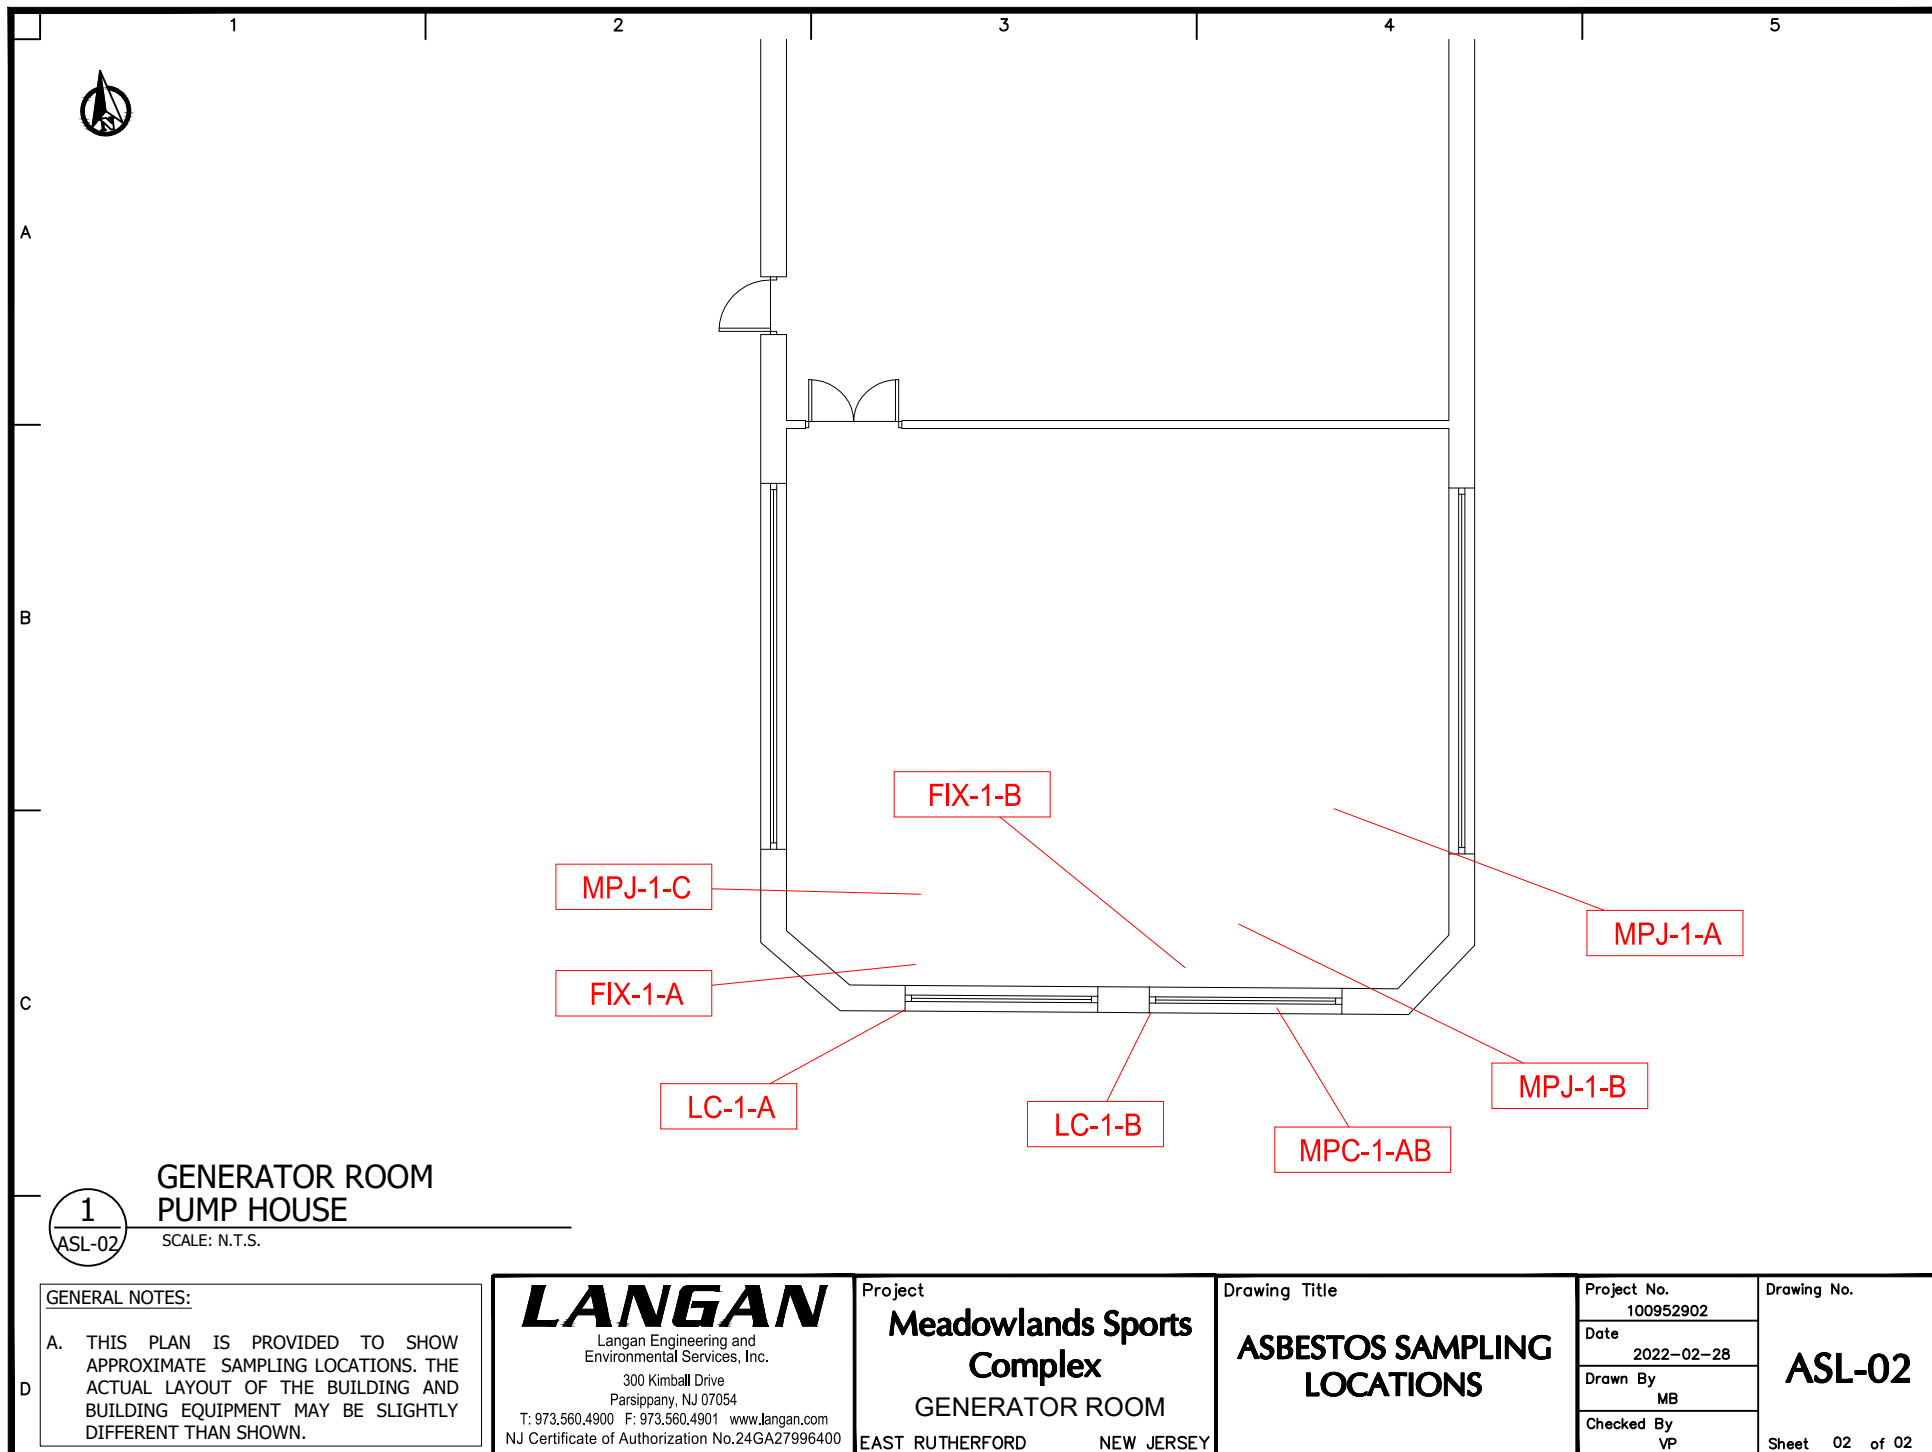 1
2
3
4
5
N
A
B
C
D
FIX-1-B
MPJ-1-C
MPJ-1-A
FIX-1-A
MPJ-1-B
LC-1-A
LC-1-B
MPC-1-AB
GENERATOR ROOM
PUMP HOUSE
1
ASL-02
SCALE: N.T.S.
GENERAL NOTES:
A. THIS PLAN IS PROVIDED TO SHOW
APPROXIMATE SAMPLING LOCATIONS. THE
ACTUAL LAYOUT OF THE BUILDING AND
BUILDING EQUIPMENT MAY BE SLIGHTLY
DIFFERENT THAN SHOWN.
LANGAN
Langan Engineering and
Environmental Services, Inc.
300 Kimball Drive
Parsippany, NJ 07054
T: 973.560.4900 F: 973.560.4901 www.langan.com
NJ Certificate of Authorization No.24GA27996400
Project
Meadowlands Sports
Complex
GENERATOR ROOM
EAST RUTHERFORD NEW JERSEY
Drawing Title
ASBESTOS SAMPLING
LOCATIONS
Project No.
100952902
Date
2022-02-28
Drawn By
MB
Checked By
VP
Drawing No.
ASL-02
Sheet 02 of 02